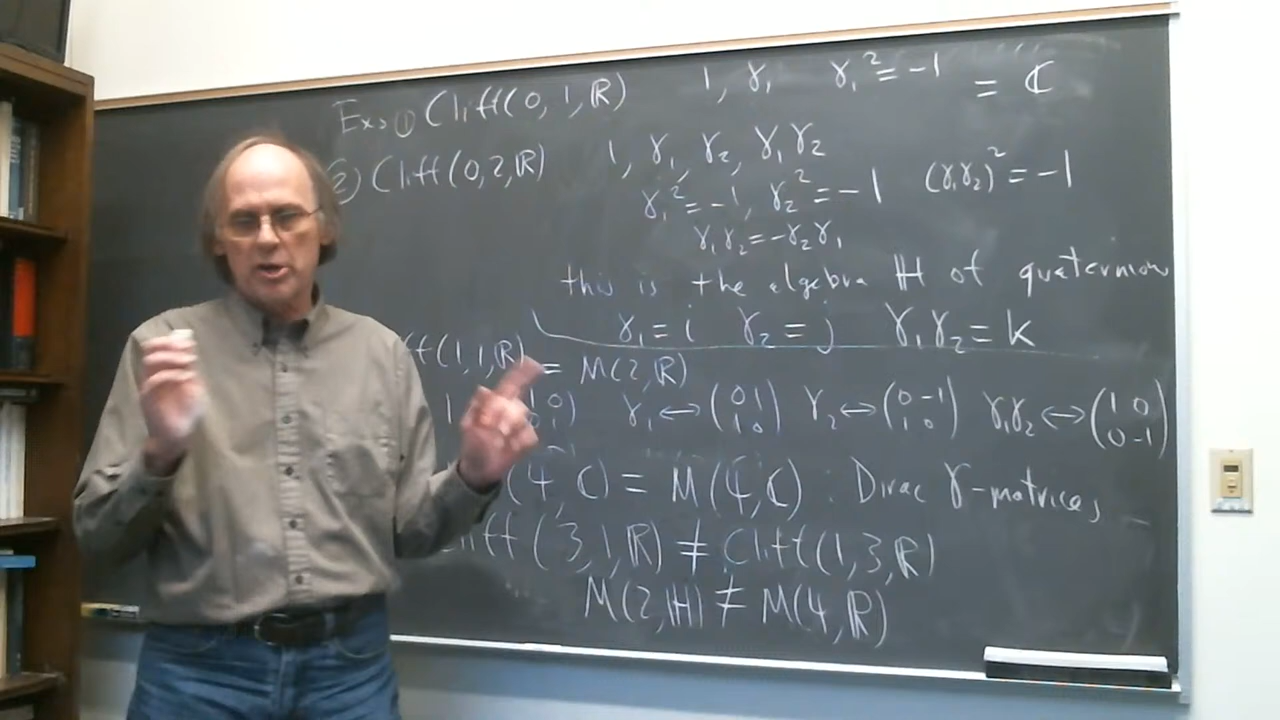 Exs ① Cliff(0, 1, ℝ) 1, γ₁ γ₁² = -1 = ℂ
2) Cliff(0, 2, ℝ) 1, γ₁, γ₂, γ₁γ₂
γ₁² = -1, γ₂² = -1 (γ₁γ₂)² = -1
γ₁γ₂ = -γ₂γ₁
this is the algebra ℍ of quaternions
γ₁ = i γ₂ = j γ₁γ₂ = k
ff(1, 1, ℝ) = M(2, ℝ)
γ₁ ↔ (0 1 1 0) γ₂ ↔ (0 -1 1 0) γ₁γ₂ ↔ (1 0 0 -1)
(4, ℂ) = M(4, ℂ) : Dirac γ-matrices
Cliff(3, 1, ℝ) ≠ Cliff(1, 3, ℝ)
M(2, ℍ) ≠ M(4, ℝ)